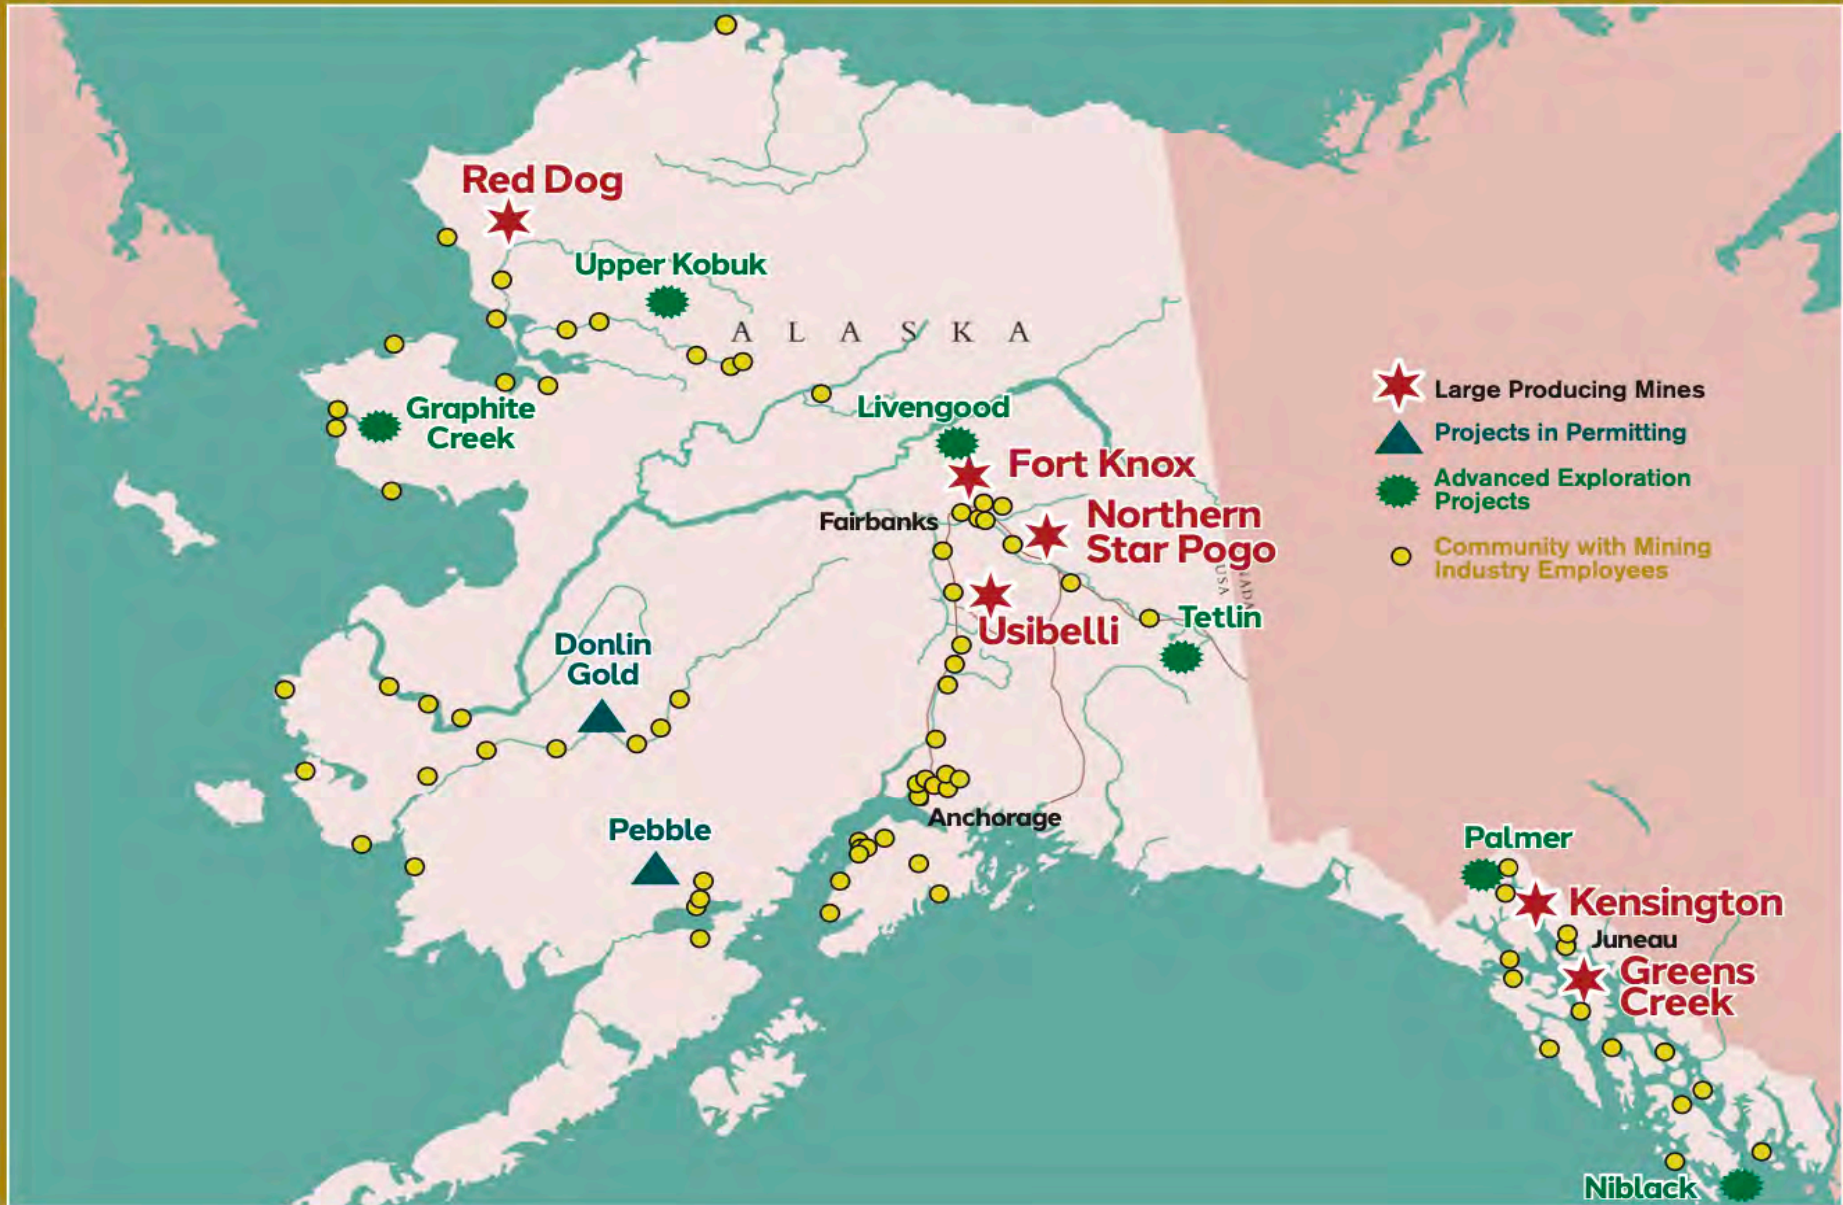 Red Dog
Upper Kobuk
ALASKA
Graphite
Creek
Livengood
Fort Knox
Fairbanks
Northern
Star Pogo
USA
Usibelli
Tetlin
Donlin
Gold
Pebble
Anchorage
Large Producing Mines
Projects in Permitting
Advanced Exploration
Projects
Community with Mining
Industry Employees
Palmer
Kensington
Juneau
Greens
Creek
Niblack